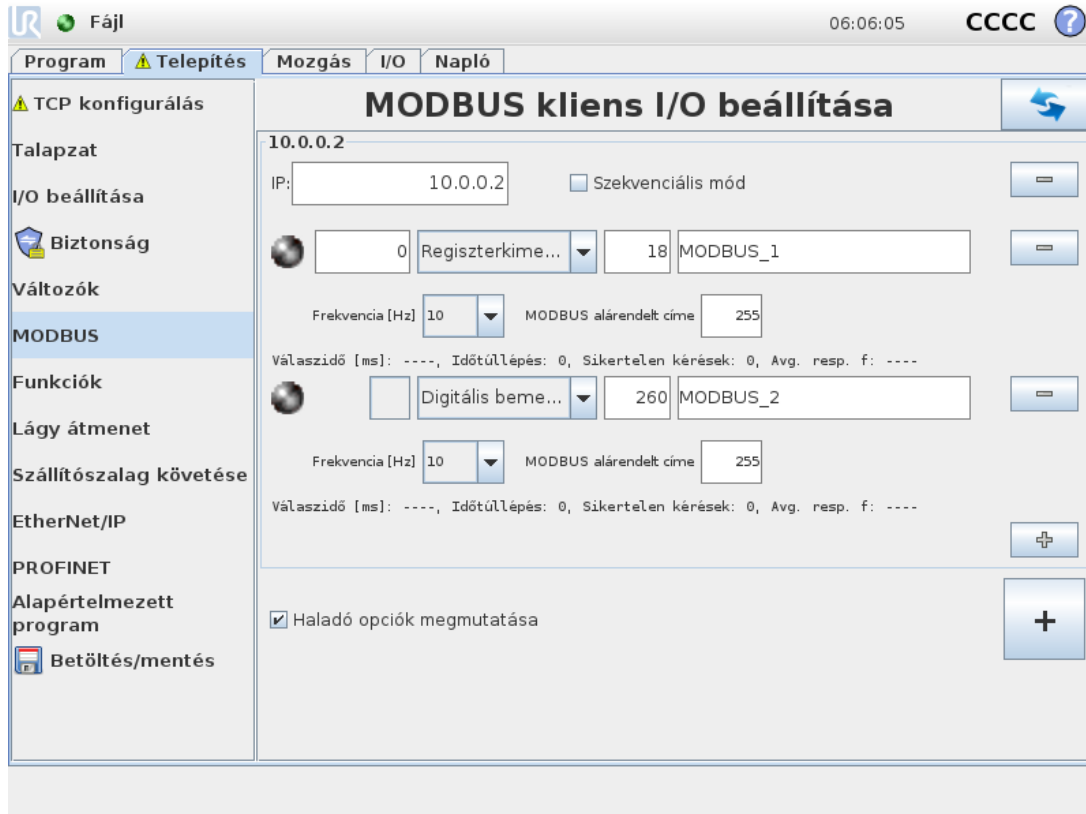 UR Fájl 06:06:05 CCCC ?
Program Telepítés Mozgás I/O Napló
TCP konfigurálás
Talapzat
I/O beállítása
Biztonság
Változók
MODBUS
Funkciók
Lágy átmenet
Szállítószalag követése
EtherNet/IP
PROFINET
Alapértelmezett
program
Betöltés/mentés
MODBUS kliens I/O beállítása
10.0.0.2
IP: 10.0.0.2 Szekvenciális mód
0 Regiszterkime... 18 MODBUS_1
Frekvencia [Hz] 10 MODBUS alárendelt címe 255
Válaszidő [ms]: ----, Időtúllépés: 0, Sikertelen kérések: 0, Avg. resp. f: ----
Digitális beme... 260 MODBUS_2
Frekvencia [Hz] 10 MODBUS alárendelt címe 255
Válaszidő [ms]: ----, Időtúllépés: 0, Sikertelen kérések: 0, Avg. resp. f: ----
Haladó opciók megmutatása